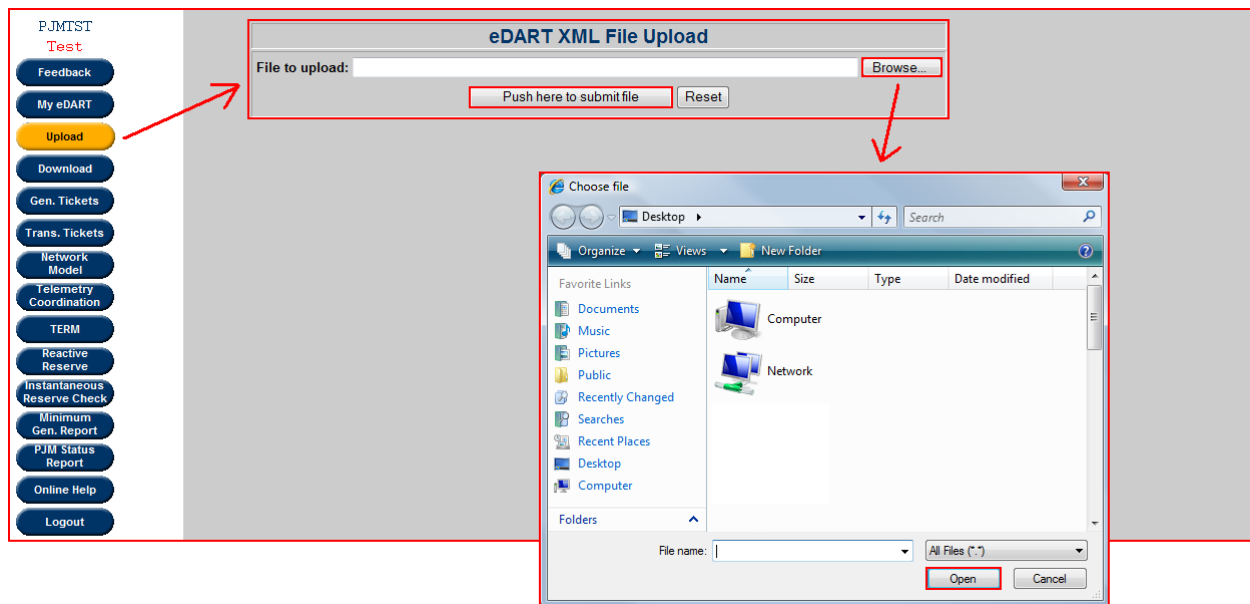 PJMTST
Test
Feedback
My eDART
Upload
Download
Gen. Tickets
Trans. Tickets
Network
Model
Telemetry
Coordination
TERM
Reactive
Reserve
Instantaneous
Reserve Check
Minimum
Gen. Report
PJM Status
Report
Online Help
Logout
eDART XML File Upload
File to upload: Browse...
Push here to submit file Reset
Choose file
Desktop Search
Organize Views New Folder
Favorite Links
Documents
Music
Pictures
Public
Recently Changed
Searches
Recent Places
Desktop
Computer
Folders
Name Size Type Date modified
Computer
Network
File name: All Files (*.*)
Open Cancel